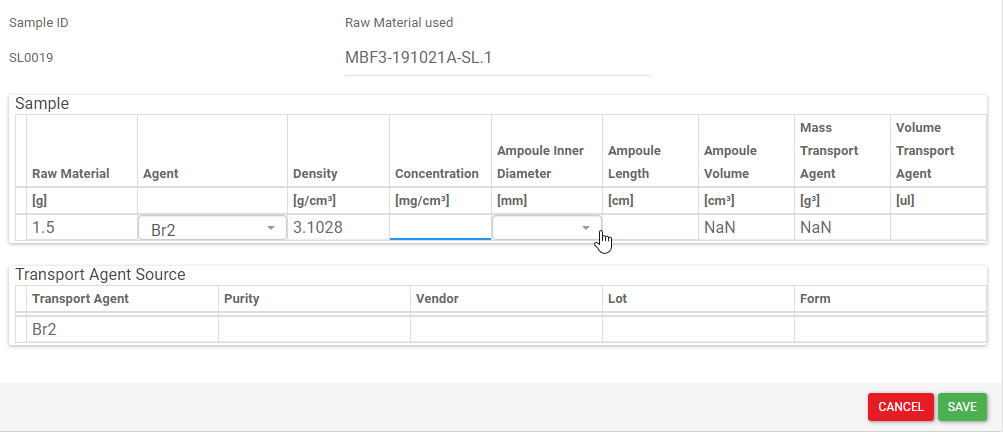 Sample ID Raw Material used
SL0019 MBF3-191021A-SL.1
Sample
Raw Material Agent Density Concentration Ampoule Inner Diameter Ampoule Length Ampoule Volume Mass Transport Agent Volume Transport Agent
[g] [g/cm³] [mg/cm³] [mm] [cm] [cm³] [g³] [ul]
1.5 Br2 3.1028 NaN NaN
Transport Agent Source
Transport Agent Purity Vendor Lot Form
Br2
CANCEL SAVE